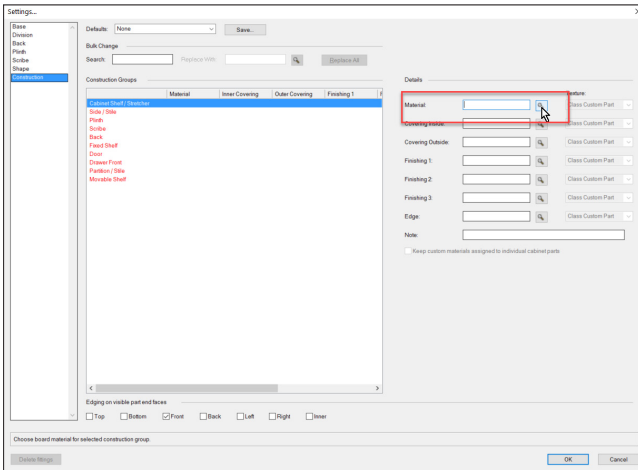 Settings...
Base
Division
Back
Plinth
Scribe
Shape
Construction
Defaults: None Save...
Bulk Change
Search: Replace With: Replace All
Construction Groups
Material Inner Covering Outer Covering Finishing 1
Cabinet Shelf / Stretcher
Side / Stile
Plinth
Scribe
Back
Fixed Shelf
Door
Drawer Front
Partition / Stile
Movable Shelf
Details
Texture:
Material: Class Custom Part
Covering Inside: Class Custom Part
Covering Outside: Class Custom Part
Finishing 1: Class Custom Part
Finishing 2: Class Custom Part
Finishing 3: Class Custom Part
Edge: Class Custom Part
Note:
Keep custom materials assigned to individual cabinet parts
Edging on visible part end faces
Top Bottom Front Back Left Right Inner
Choose board material for selected construction group.
Delete fittings OK Cancel